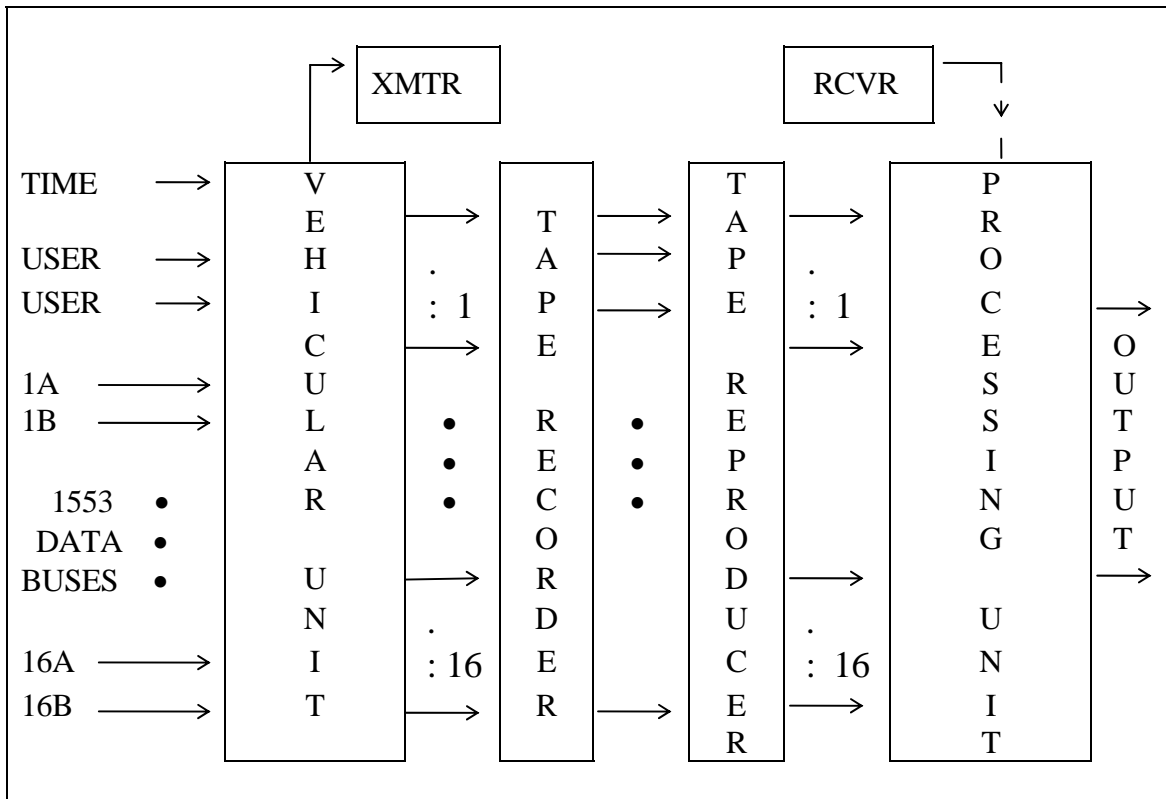 XMTR
RCVR
TIME
USER
USER
1A
1B
1553
DATA
BUSES
16A
16B
VEHICULAR UNIT
.
: 1
.
: 16
TAPE RECORDER
TAPE REPRODUCER
.
: 1
.
: 16
PROCESSING UNIT
OUTPUT